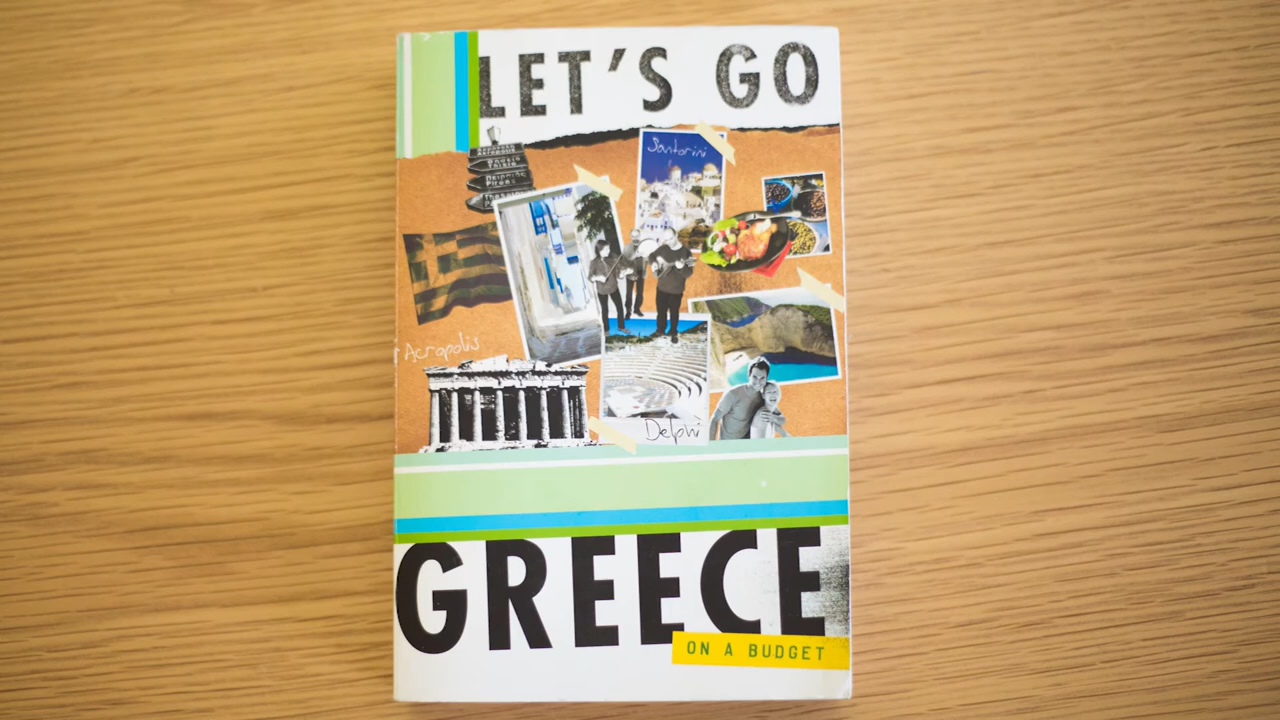 LET'S GO
Santorini
Acropolis
Delphi
GREECE
ON A BUDGET